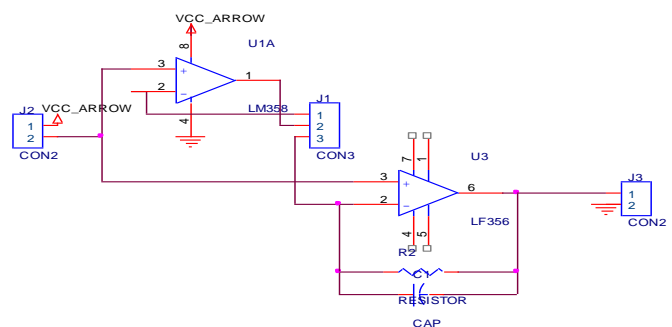 VCC_ARROW
8
U1A
3
+
1
2
-
LM358
4
J2
VCC_ARROW
1
2
CON2
J1
1
2
3
CON3
7
1
U3
3
+
6
2
-
LF356
4
5
J3
1
2
CON2
R2
C1
RESISTOR
CAP